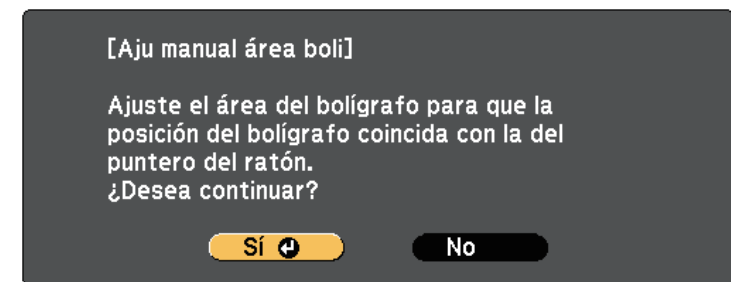 [Aju manual área boli]
Ajuste el área del bolígrafo para que la
posición del bolígrafo coincida con la del
puntero del ratón.
¿Desea continuar?
Sí No